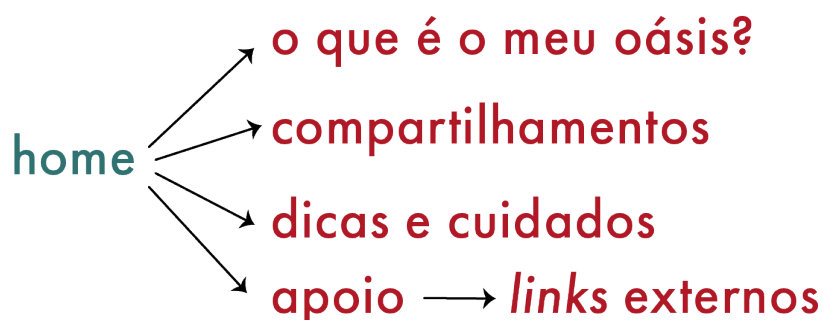 o que é o meu oásis?
compartilhamentos
home
dicas e cuidados
apoio links externos